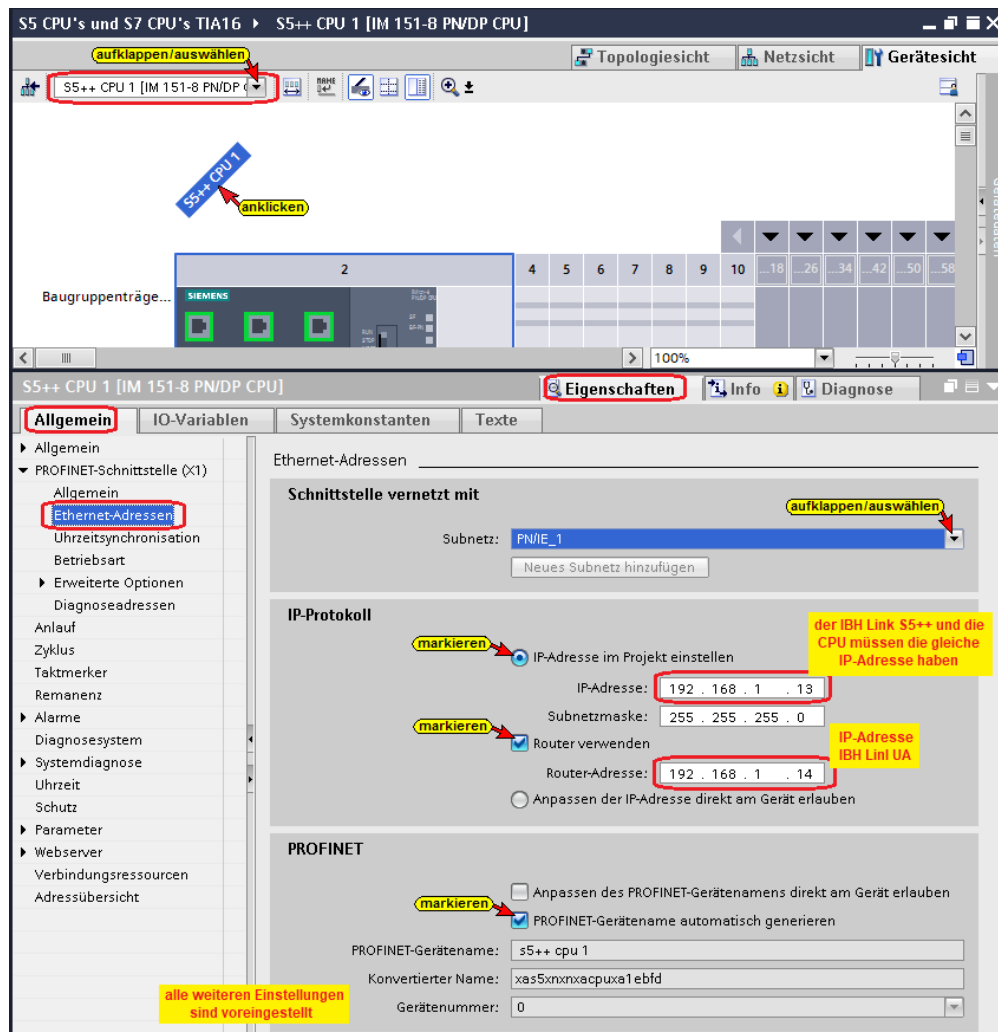 S5 CPU's und S7 CPU's TIA16 ▸ S5++ CPU 1 [IM 151-8 PN/DP CPU]
aufklappen/auswählen
Topologiesicht Netzsicht Gerätesicht
S5++ CPU 1 [IM 151-8 PN/DP C
S5++ CPU 1
anklicken
2 4 5 6 7 8 9 10 ...18 ...26 ...34 ...42 ...50 ...58
Baugruppenträge...
SIEMENS
100%
S5++ CPU 1 [IM 151-8 PN/DP CPU]
Eigenschaften Info Diagnose
Allgemein IO-Variablen Systemkonstanten Texte
Allgemein
PROFINET-Schnittstelle (X1)
Allgemein
Ethernet-Adressen
Uhrzeitsynchronisation
Betriebsart
Erweiterte Optionen
Diagnoseadressen
Anlauf
Zyklus
Taktmerker
Remanenz
Alarme
Diagnosesystem
Systemdiagnose
Uhrzeit
Schutz
Parameter
Webserver
Verbindungsressourcen
Adressübersicht
Ethernet-Adressen
Schnittstelle vernetzt mit
aufklappen/auswählen
Subnetz: PN/IE_1
Neues Subnetz hinzufügen
IP-Protokoll
der IBH Link S5++ und die
CPU müssen die gleiche
IP-Adresse haben
markieren
IP-Adresse im Projekt einstellen
IP-Adresse: 192 . 168 . 1 . 13
Subnetzmaske: 255 . 255 . 255 . 0
markieren
Router verwenden
IP-Adresse
IBH Linl UA
Router-Adresse: 192 . 168 . 1 . 14
Anpassen der IP-Adresse direkt am Gerät erlauben
PROFINET
Anpassen des PROFINET-Gerätenamens direkt am Gerät erlauben
markieren
PROFINET-Gerätename automatisch generieren
PROFINET-Gerätename: s5++ cpu 1
Konvertierter Name: xas5xnxnxacpuxa1ebfd
Gerätenummer: 0
alle weiteren Einstellungen
sind voreingestellt